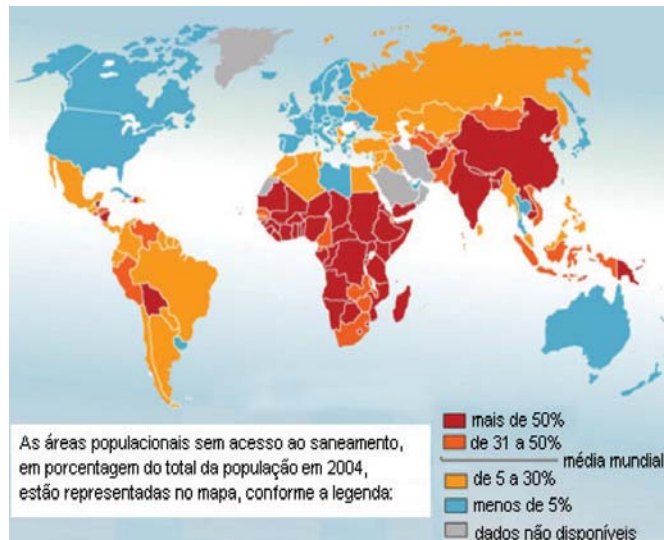 As áreas populacionais sem acesso ao saneamento,
em porcentagem do total da população em 2004,
estão representadas no mapa, conforme a legenda:
mais de 50%
de 31 a 50%
média mundial
de 5 a 30%
menos de 5%
dados não disponíveis